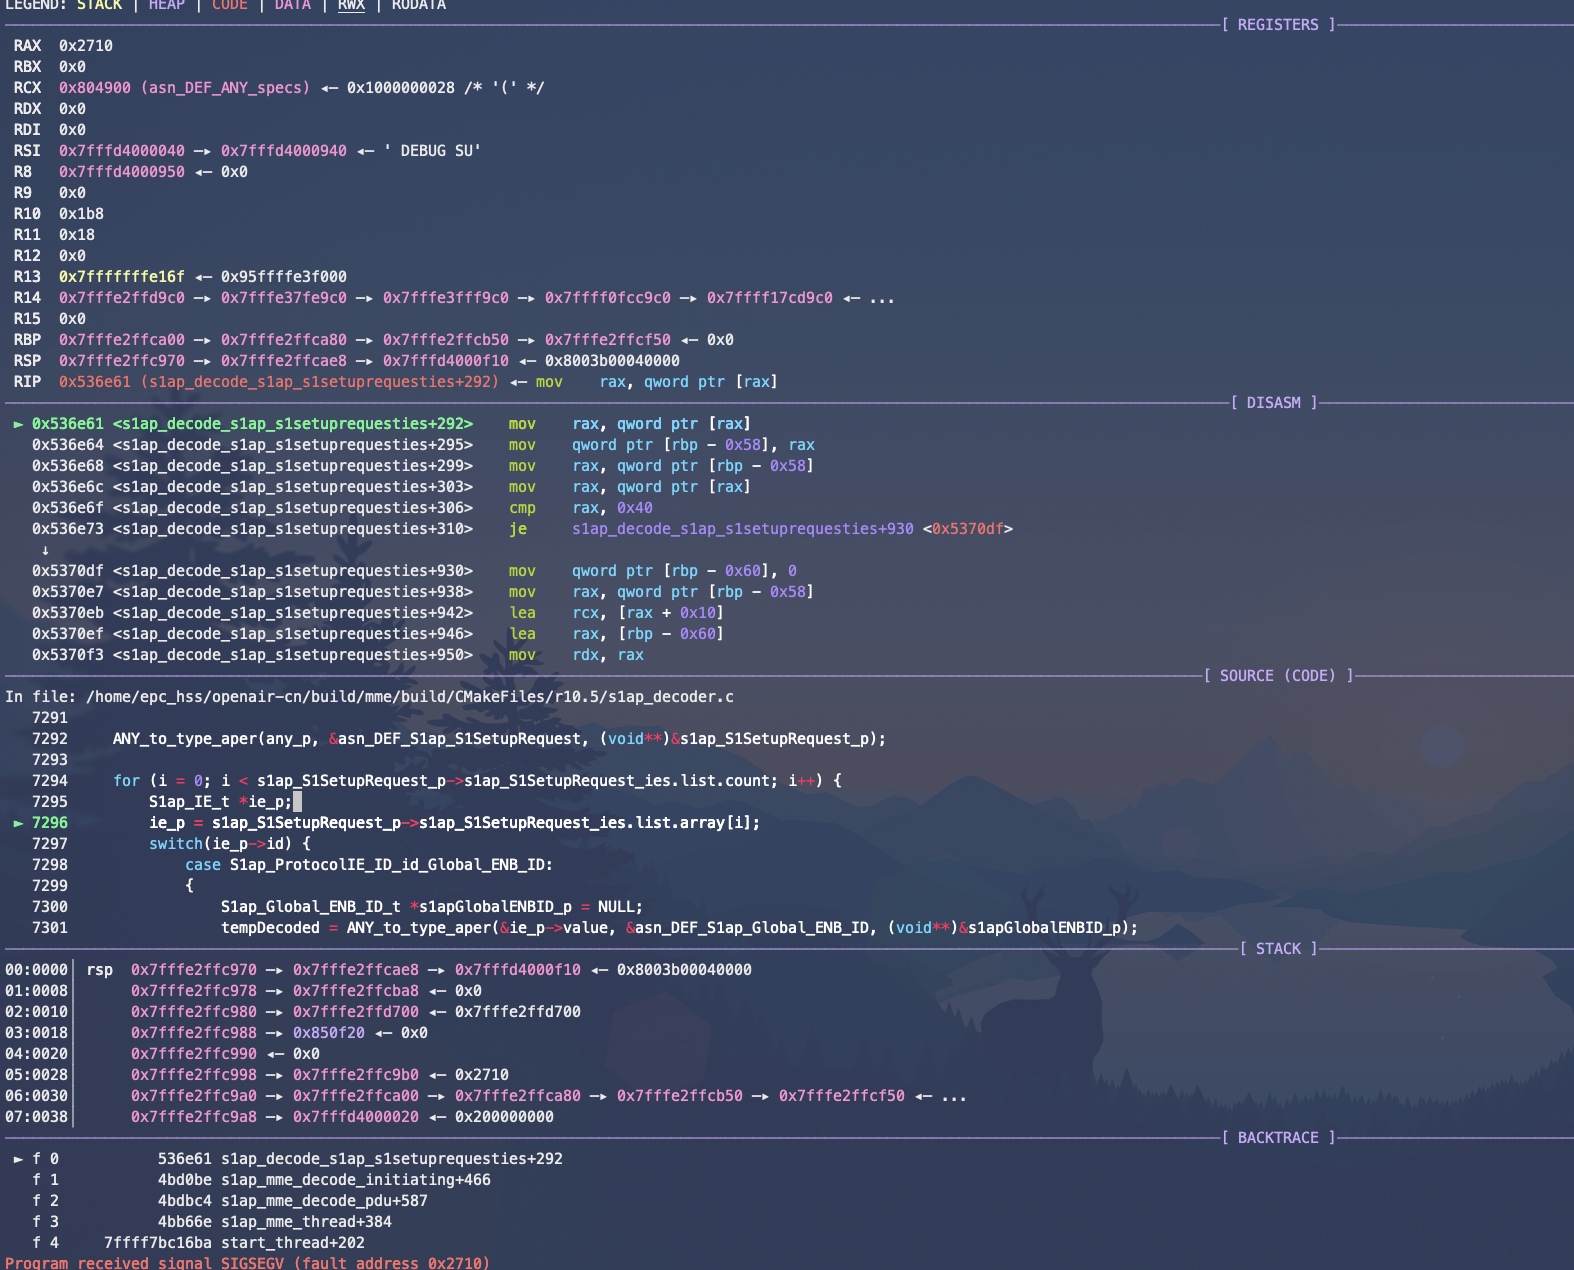 LEGEND: STACK | HEAP | CODE | DATA | RWX | RODATA
[ REGISTERS ]
RAX 0x2710
RBX 0x0
RCX 0x804900 (asn_DEF_ANY_specs) ◂— 0x1000000028 /* '(' */
RDX 0x0
RDI 0x0
RSI 0x7fffd4000040 —▸ 0x7fffd4000940 ◂— ' DEBUG SU'
R8 0x7fffd4000950 ◂— 0x0
R9 0x0
R10 0x1b8
R11 0x18
R12 0x0
R13 0x7fffffffe16f ◂— 0x95ffffe3f000
R14 0x7fffe2ffd9c0 —▸ 0x7fffe37fe9c0 —▸ 0x7fffe3fff9c0 —▸ 0x7ffff0fcc9c0 —▸ 0x7ffff17cd9c0 ◂— ...
R15 0x0
RBP 0x7fffe2ffca00 —▸ 0x7fffe2ffca80 —▸ 0x7fffe2ffcb50 —▸ 0x7fffe2ffcf50 ◂— 0x0
RSP 0x7fffe2ffc970 —▸ 0x7fffe2ffcae8 —▸ 0x7fffd4000f10 ◂— 0x8003b00040000
RIP 0x536e61 (s1ap_decode_s1ap_s1setuprequesties+292) ◂— mov rax, qword ptr [rax]
[ DISASM ]
► 0x536e61 <s1ap_decode_s1ap_s1setuprequesties+292> mov rax, qword ptr [rax]
0x536e64 <s1ap_decode_s1ap_s1setuprequesties+295> mov qword ptr [rbp - 0x58], rax
0x536e68 <s1ap_decode_s1ap_s1setuprequesties+299> mov rax, qword ptr [rbp - 0x58]
0x536e6c <s1ap_decode_s1ap_s1setuprequesties+303> mov rax, qword ptr [rax]
0x536e6f <s1ap_decode_s1ap_s1setuprequesties+306> cmp rax, 0x40
0x536e73 <s1ap_decode_s1ap_s1setuprequesties+310> je s1ap_decode_s1ap_s1setuprequesties+930 <0x5370df>
↓
0x5370df <s1ap_decode_s1ap_s1setuprequesties+930> mov qword ptr [rbp - 0x60], 0
0x5370e7 <s1ap_decode_s1ap_s1setuprequesties+938> mov rax, qword ptr [rbp - 0x58]
0x5370eb <s1ap_decode_s1ap_s1setuprequesties+942> lea rcx, [rax + 0x10]
0x5370ef <s1ap_decode_s1ap_s1setuprequesties+946> lea rax, [rbp - 0x60]
0x5370f3 <s1ap_decode_s1ap_s1setuprequesties+950> mov rdx, rax
[ SOURCE (CODE) ]
In file: /home/epc_hss/openair-cn/build/mme/build/CMakeFiles/r10.5/s1ap_decoder.c
7291
7292 ANY_to_type_aper(any_p, &asn_DEF_S1ap_S1SetupRequest, (void**)&s1ap_S1SetupRequest_p);
7293
7294 for (i = 0; i < s1ap_S1SetupRequest_p->s1ap_S1SetupRequest_ies.list.count; i++) {
7295 S1ap_IE_t *ie_p;
► 7296 ie_p = s1ap_S1SetupRequest_p->s1ap_S1SetupRequest_ies.list.array[i];
7297 switch(ie_p->id) {
7298 case S1ap_ProtocolIE_ID_id_Global_ENB_ID:
7299 {
7300 S1ap_Global_ENB_ID_t *s1apGlobalENBID_p = NULL;
7301 tempDecoded = ANY_to_type_aper(&ie_p->value, &asn_DEF_S1ap_Global_ENB_ID, (void**)&s1apGlobalENBID_p);
[ STACK ]
00:0000│ rsp 0x7fffe2ffc970 —▸ 0x7fffe2ffcae8 —▸ 0x7fffd4000f10 ◂— 0x8003b00040000
01:0008│ 0x7fffe2ffc978 —▸ 0x7fffe2ffcba8 ◂— 0x0
02:0010│ 0x7fffe2ffc980 —▸ 0x7fffe2ffd700 ◂— 0x7fffe2ffd700
03:0018│ 0x7fffe2ffc988 —▸ 0x850f20 ◂— 0x0
04:0020│ 0x7fffe2ffc990 ◂— 0x0
05:0028│ 0x7fffe2ffc998 —▸ 0x7fffe2ffc9b0 ◂— 0x2710
06:0030│ 0x7fffe2ffc9a0 —▸ 0x7fffe2ffca00 —▸ 0x7fffe2ffca80 —▸ 0x7fffe2ffcb50 —▸ 0x7fffe2ffcf50 ◂— ...
07:0038│ 0x7fffe2ffc9a8 —▸ 0x7fffd4000020 ◂— 0x200000000
[ BACKTRACE ]
► f 0 536e61 s1ap_decode_s1ap_s1setuprequesties+292
f 1 4bd0be s1ap_mme_decode_initiating+466
f 2 4bdbc4 s1ap_mme_decode_pdu+587
f 3 4bb66e s1ap_mme_thread+384
f 4 7ffff7bc16ba start_thread+202
Program received signal SIGSEGV (fault address 0x2710)